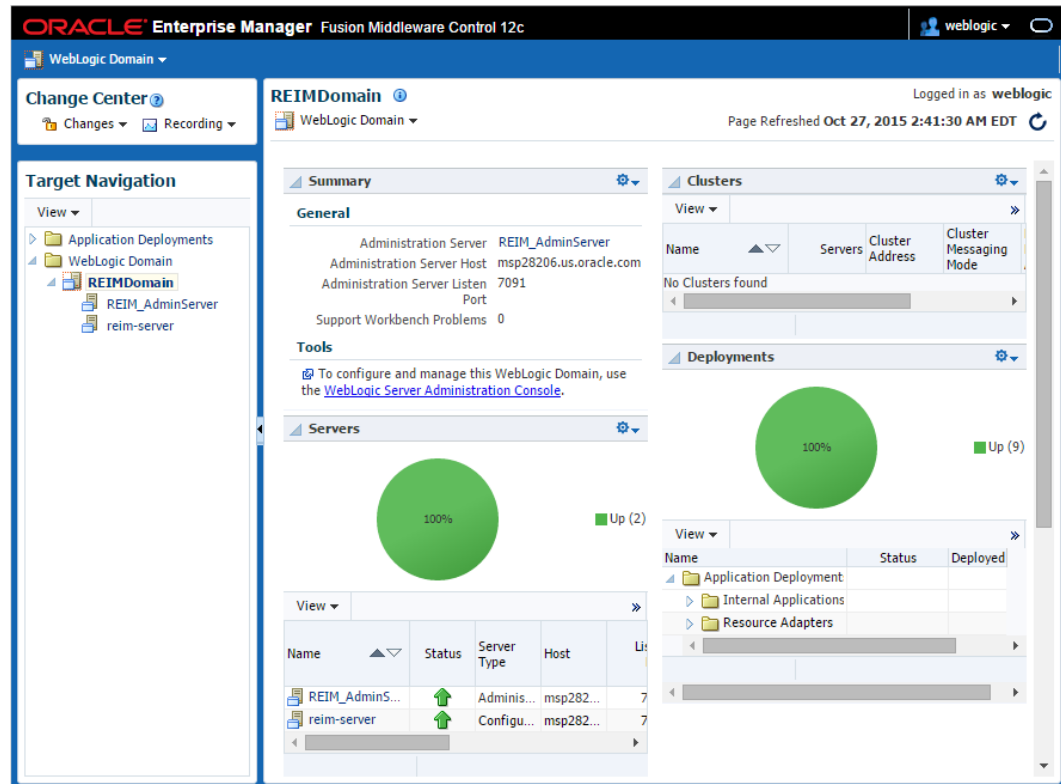 ORACLE Enterprise Manager Fusion Middleware Control 12c
weblogic
WebLogic Domain
Change Center
Changes
Recording
Target Navigation
View
Application Deployments
WebLogic Domain
REIMDomain
REIM_AdminServer
reim-server
REIMDomain
WebLogic Domain
Logged in as weblogic
Page Refreshed Oct 27, 2015 2:41:30 AM EDT
Summary
General
Administration Server REIM_AdminServer
Administration Server Host msp28206.us.oracle.com
Administration Server Listen 7091
Port
Support Workbench Problems 0
Tools
To configure and manage this WebLogic Domain, use
the WebLogic Server Administration Console.
Servers
100%
Up (2)
View
Name Status Server Type Host
REIM_AdminS... Adminis... msp282... 7
reim-server Configu... msp282... 7
Clusters
View
Name Servers Cluster Address Cluster Messaging Mode
No Clusters found
Deployments
100%
Up (9)
View
Name Status Deployed
Application Deployment
Internal Applications
Resource Adapters